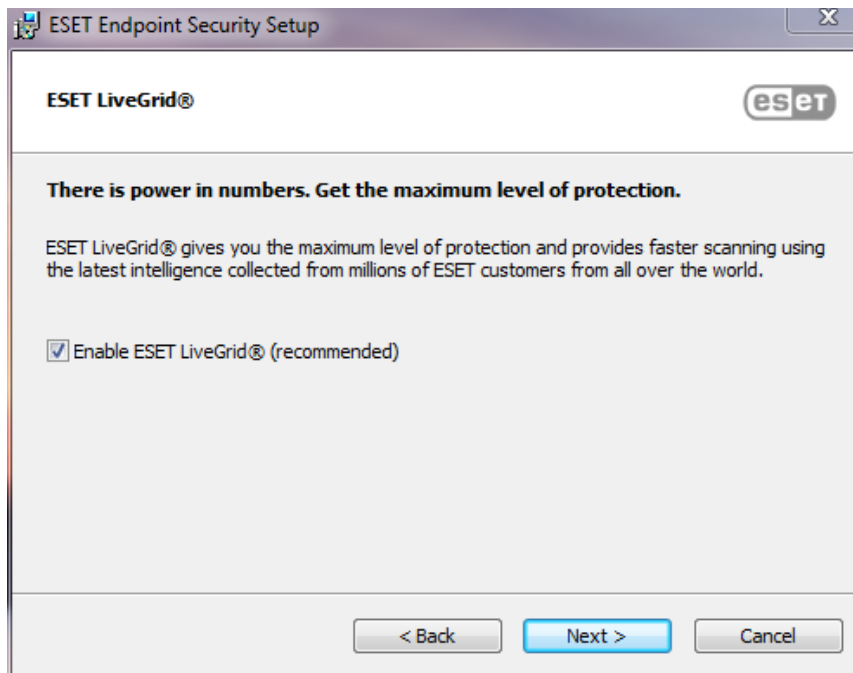 ESET Endpoint Security Setup
ESET LiveGrid®
eseT
There is power in numbers. Get the maximum level of protection.
ESET LiveGrid® gives you the maximum level of protection and provides faster scanning using
the latest intelligence collected from millions of ESET customers from all over the world.
Enable ESET LiveGrid® (recommended)
< Back Next > Cancel